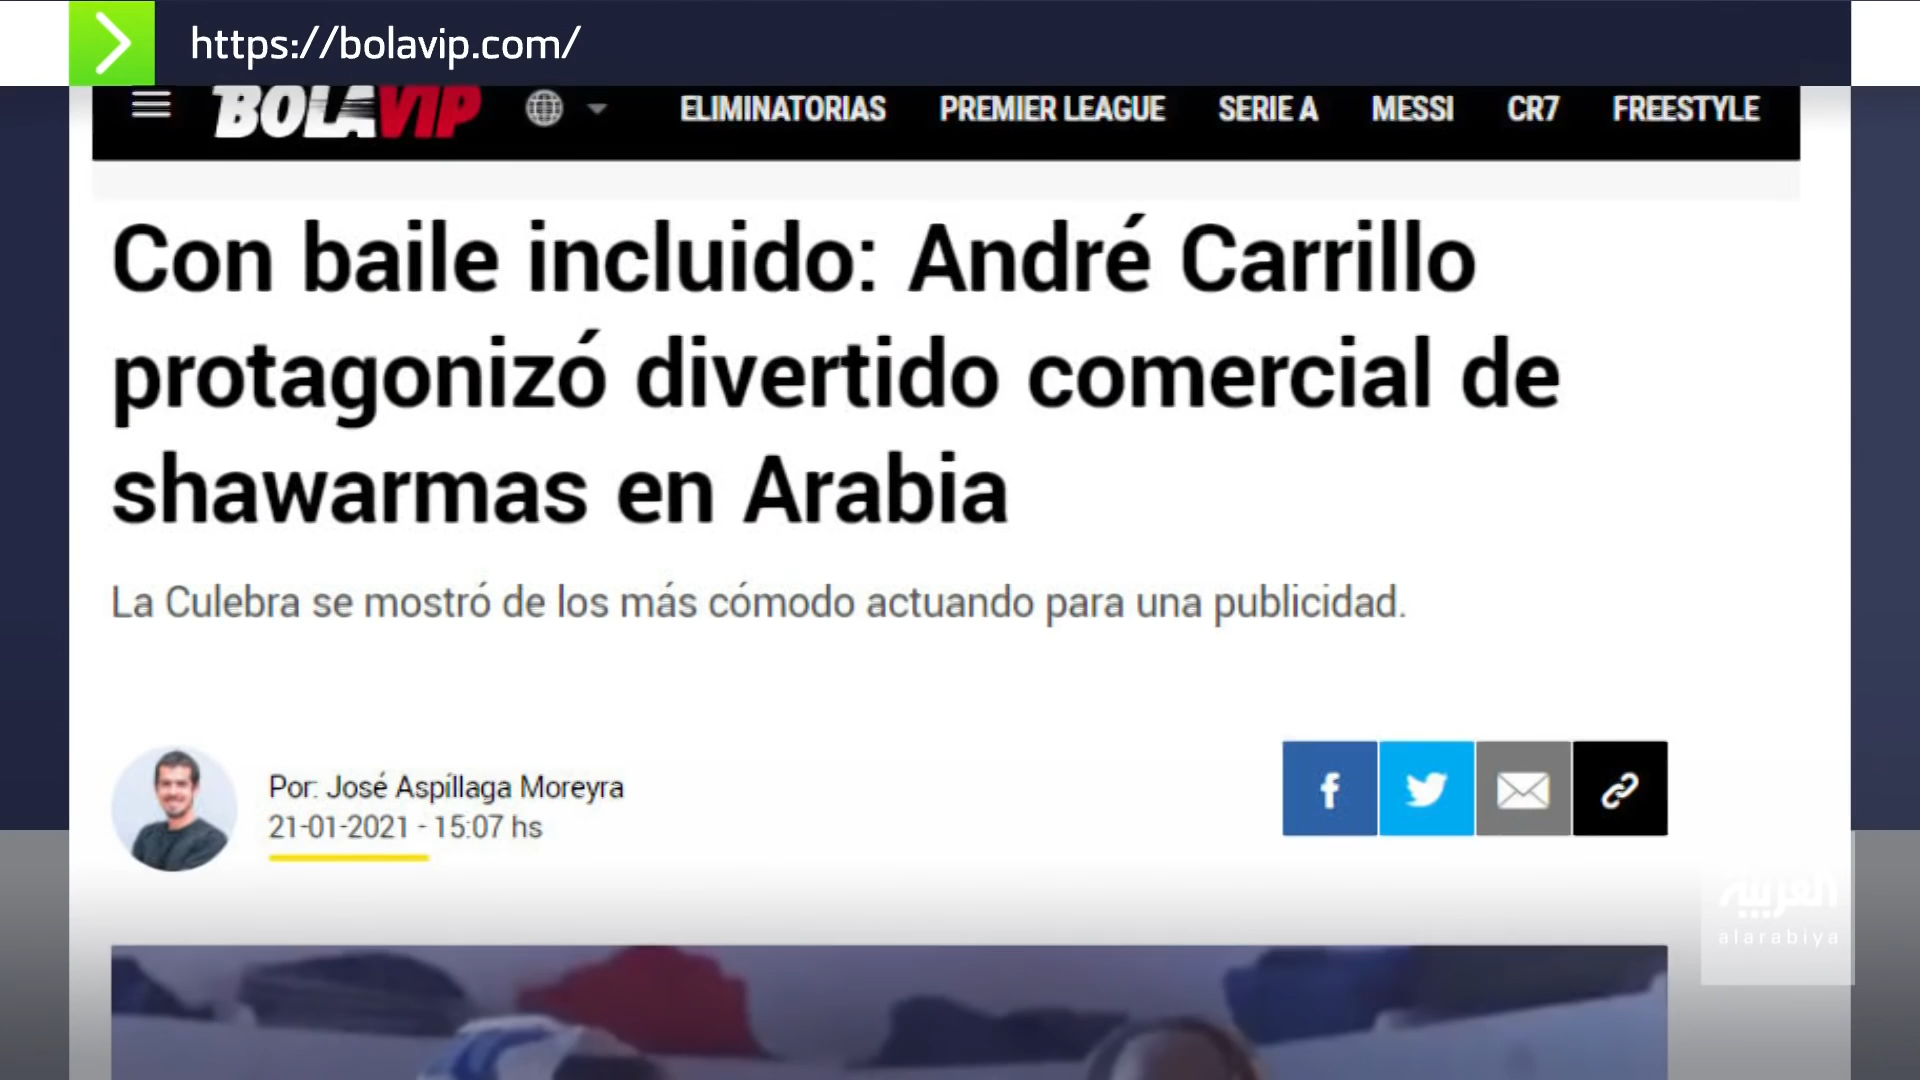 https://bolavip.com/
BOLAVIP
ELIMINATORIAS PREMIER LEAGUE SERIE A MESSI CR7 FREESTYLE
Con baile incluido: André Carrillo
protagonizó divertido comercial de
shawarmas en Arabia
La Culebra se mostró de los más cómodo actuando para una publicidad.
Por: José Aspíllaga Moreyra
21-01-2021 - 15:07 hs
العربية
alarabiya